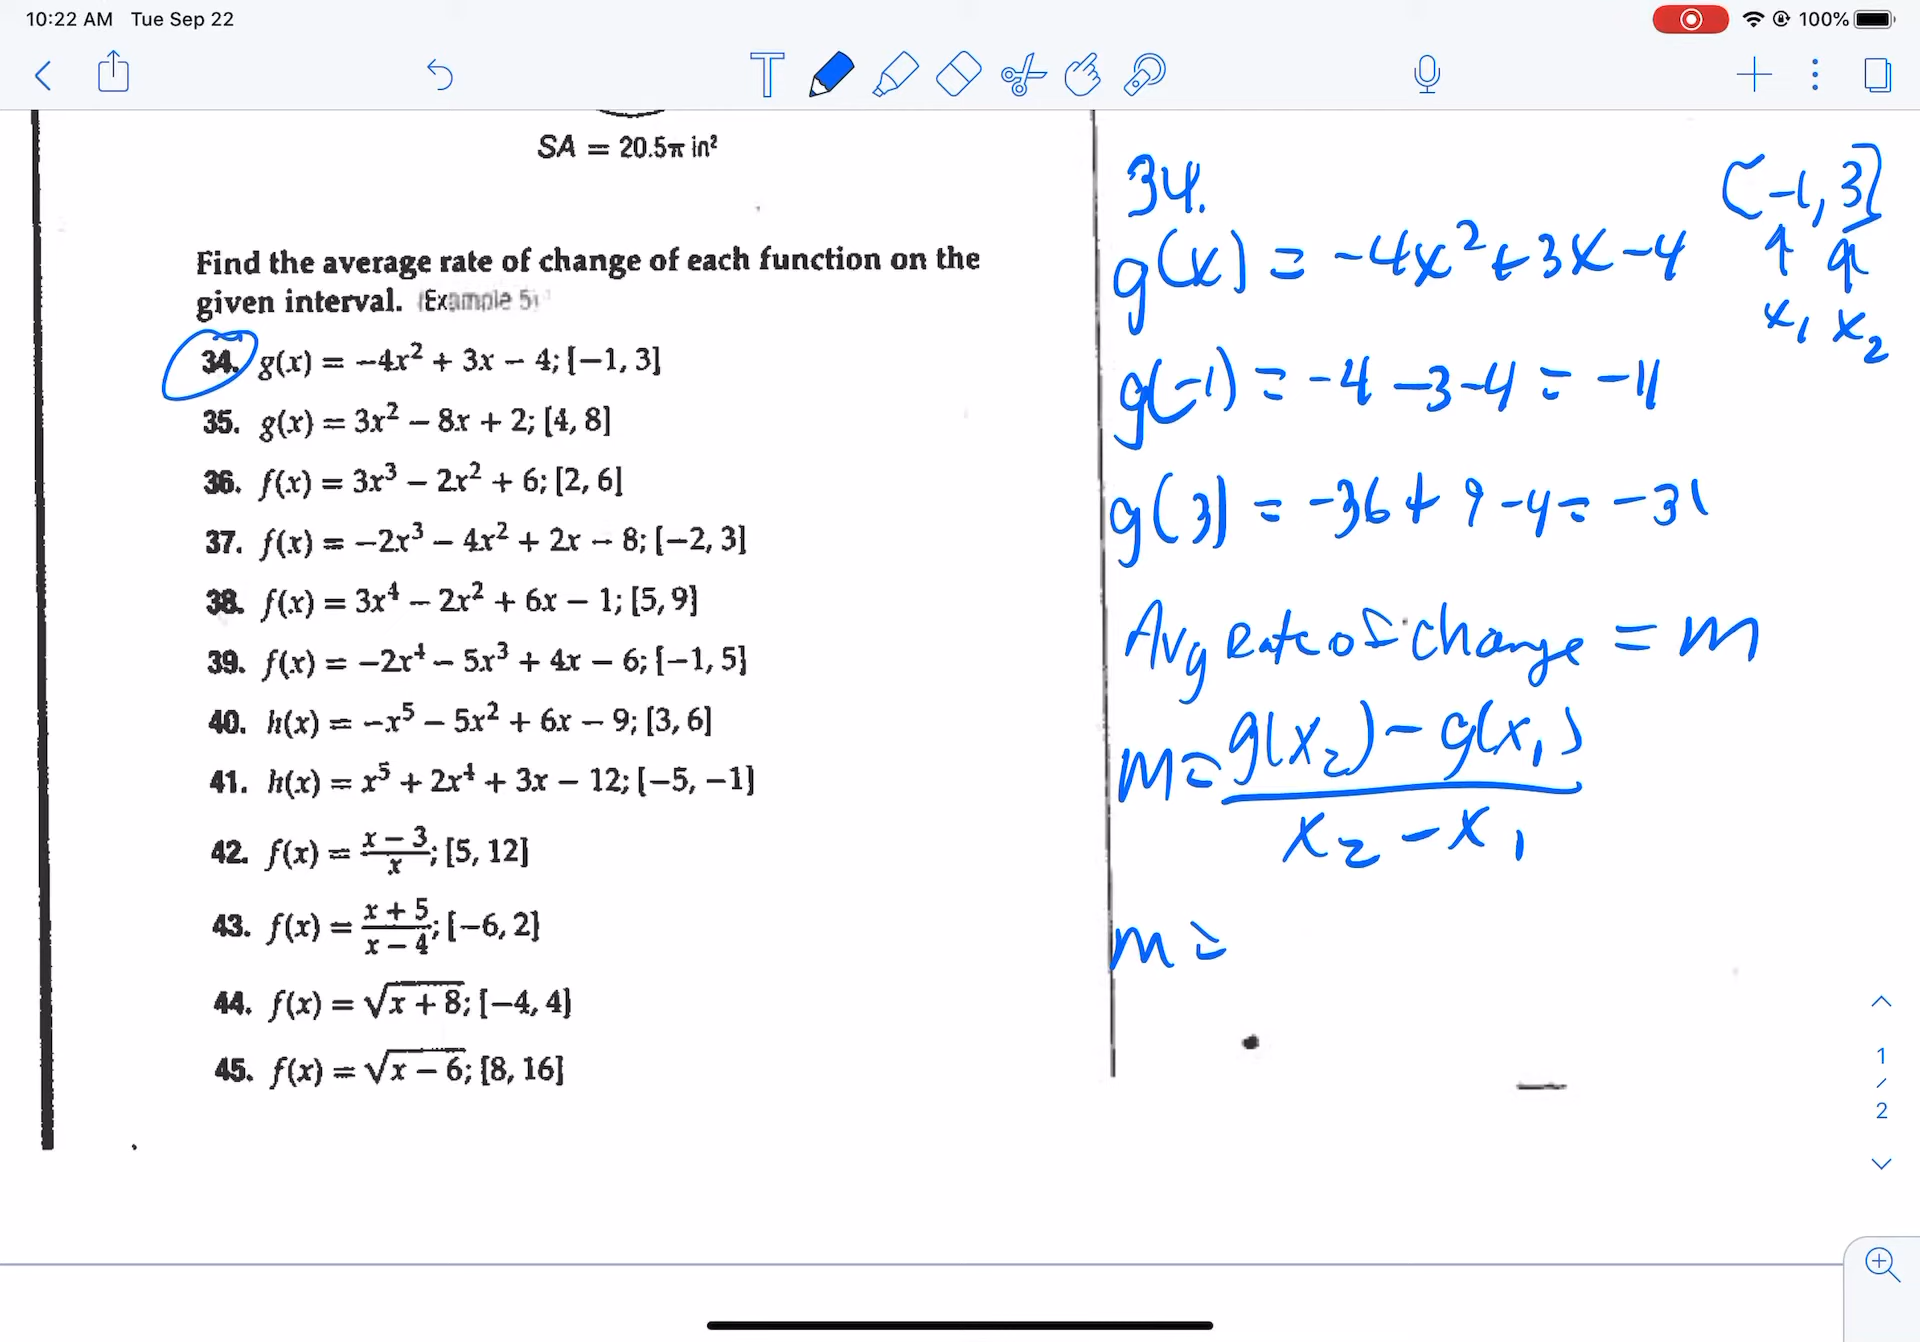 10:22 AM Tue Sep 22
100%
SA = 20.5π in²
Find the average rate of change of each function on the
given interval. (Example 5)
34. g(x) = −4x² + 3x − 4; [−1, 3]
35. g(x) = 3x² − 8x + 2; [4, 8]
36. f(x) = 3x³ − 2x² + 6; [2, 6]
37. f(x) = −2x³ − 4x² + 2x − 8; [−2, 3]
38. f(x) = 3x⁴ − 2x² + 6x − 1; [5, 9]
39. f(x) = −2x⁴ − 5x³ + 4x − 6; [−1, 5]
40. h(x) = −x⁵ − 5x² + 6x − 9; [3, 6]
41. h(x) = x⁵ + 2x⁴ + 3x − 12; [−5, −1]
42. f(x) = (x − 3)/x; [5, 12]
43. f(x) = (x + 5)/(x − 4); [−6, 2]
44. f(x) = √(x + 8); [−4, 4]
45. f(x) = √(x − 6); [8, 16]
34. [−1, 3]
g(x) = −4x² + 3x − 4
x₁ x₂
g(−1) = −4 − 3 − 4 = −11
g(3) = −36 + 9 − 4 = −31
Avg Rate of Change = m
m = (g(x₂) − g(x₁))/(x₂ − x₁)
m =
1
/
2